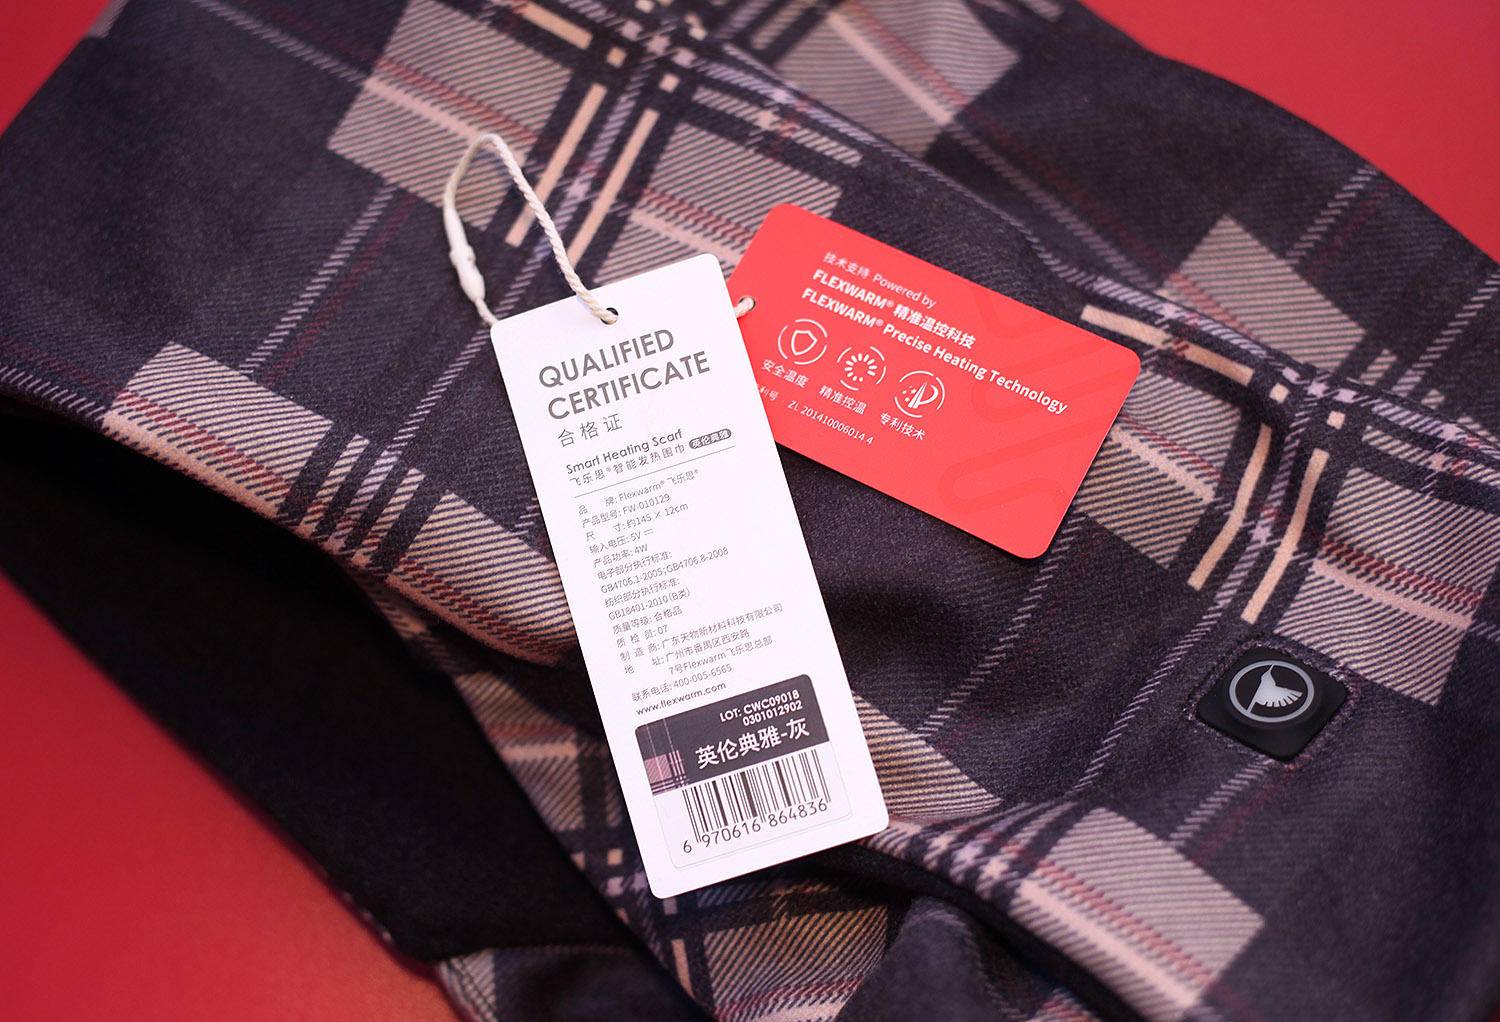 QUALIFIED
CERTIFICATE
合格证
Smart Heating Scarf
飞乐思®智能发热围巾 英伦典雅
品 牌: Flexwarm® 飞乐思®
产品型号: FW-010129
尺 寸: 约145 × 12cm
输入电压: 5V
产品功率: 4W
电子部分执行标准:
GB4706.1-2005; GB4706.8-2008
纺织部分执行标准:
GB18401-2010 (B类)
质量等级: 合格品
质 检 员: 07
制 造 商: 广东天物新材料科技有限公司
地 址: 广州市番禺区西安路
7号Flexwarm飞乐思总部
联系电话: 400-005-6565
www.flexwarm.com
LOT: CWC09018
0301012902
英伦典雅-灰
6 970616 864836
技术支持 Powered by
FLEXWARM® 精准温控科技
FLEXWARM® Precise Heating Technology
安全温度 精准控温 专利技术
利号 ZL 201410006014.4